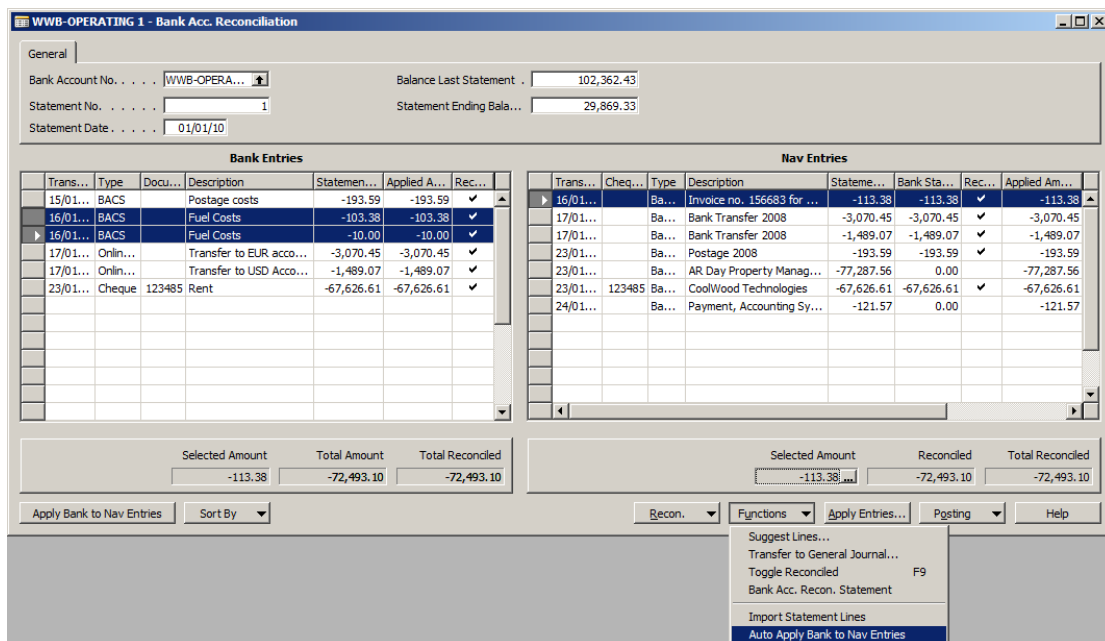 WWB-OPERATING 1 - Bank Acc. Reconciliation
General
Bank Account No. . . . . WWB-OPERA... Balance Last Statement . 102,362.43
Statement No. . . . . . . 1 Statement Ending Bala... 29,869.33
Statement Date . . . . . 01/01/10
Bank Entries Nav Entries
Trans... Type Docu... Description Statemen... Applied A... Rec... Trans... Cheq... Type Description Stateme... Bank Sta... Rec... Applied Am...
15/01... BACS Postage costs -193.59 -193.59 ✔ 16/01... Ba... Invoice no. 156683 for ... -113.38 -113.38 ✔ -113.38
16/01... BACS Fuel Costs -103.38 -103.38 ✔ 17/01... Ba... Bank Transfer 2008 -3,070.45 -3,070.45 ✔ -3,070.45
16/01... BACS Fuel Costs -10.00 -10.00 ✔ 17/01... Ba... Bank Transfer 2008 -1,489.07 -1,489.07 ✔ -1,489.07
17/01... Onlin... Transfer to EUR acco... -3,070.45 -3,070.45 ✔ 23/01... Ba... Postage 2008 -193.59 -193.59 ✔ -193.59
17/01... Onlin... Transfer to USD Acco... -1,489.07 -1,489.07 ✔ 23/01... Ba... AR Day Property Manag... -77,287.56 0.00 -77,287.56
23/01... Cheque 123485 Rent -67,626.61 -67,626.61 ✔ 23/01... 123485 Ba... CoolWood Technologies -67,626.61 -67,626.61 ✔ -67,626.61
24/01... Ba... Payment, Accounting Sy... -121.57 0.00 -121.57
Selected Amount Total Amount Total Reconciled Selected Amount Reconciled Total Reconciled
-113.38 -72,493.10 -72,493.10 -113.38 ... -72,493.10 -72,493.10
Apply Bank to Nav Entries Sort By Recon. Functions Apply Entries... Posting Help
Suggest Lines...
Transfer to General Journal...
Toggle Reconciled F9
Bank Acc. Recon. Statement
Import Statement Lines
Auto Apply Bank to Nav Entries